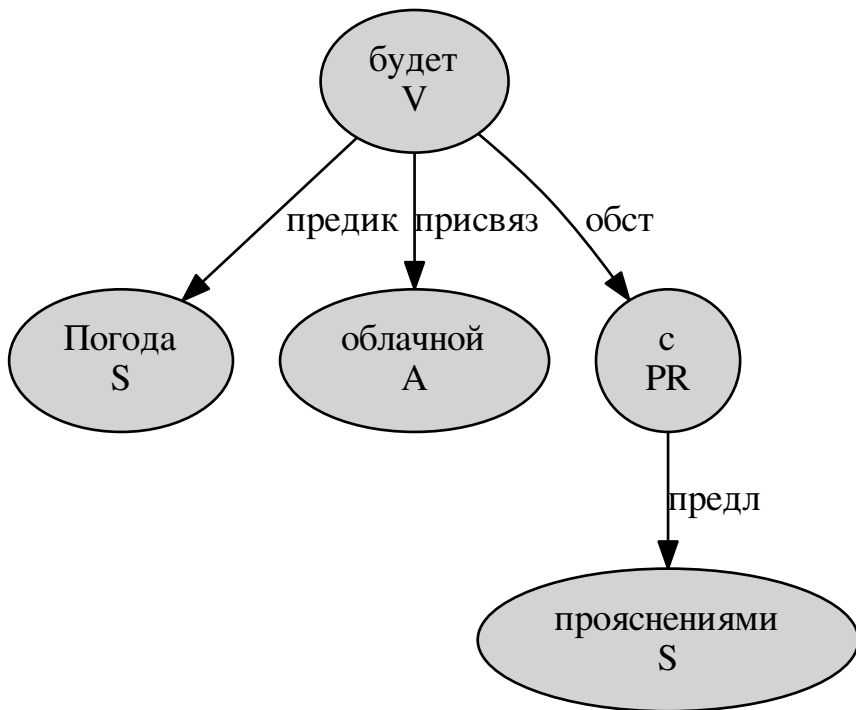 будет
V
предик
присвяз
обст
Погода
S
облачной
A
с
PR
предл
прояснениями
S